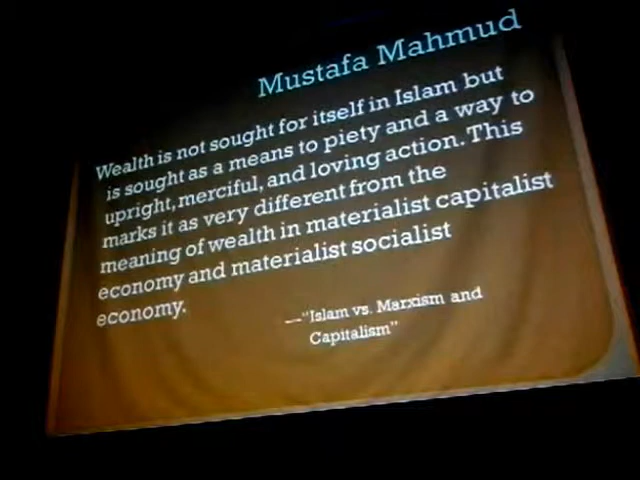 Mustafa Mahmud
Wealth is not sought for itself in Islam but
is sought as a means to piety and a way to
upright, merciful, and loving action. This
marks it as very different from the
meaning of wealth in materialist capitalist
economy and materialist socialist
economy.
—"Islam vs. Marxism and
Capitalism"